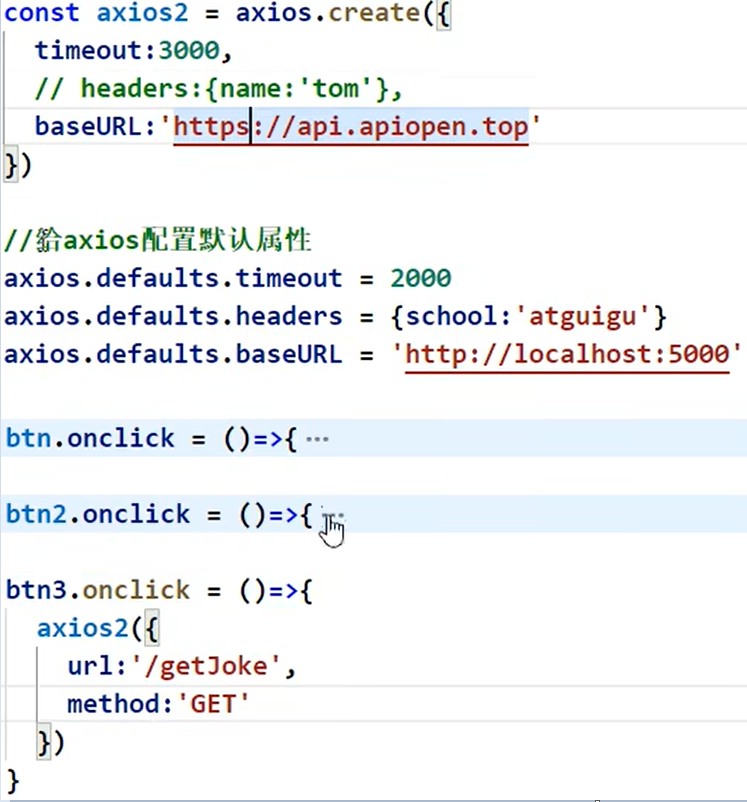 const axios2 = axios.create({
timeout:3000,
// headers:{name:'tom'},
baseURL:'https://api.apiopen.top'
})
//给axios配置默认属性
axios.defaults.timeout = 2000
axios.defaults.headers = {school:'atguigu'}
axios.defaults.baseURL = 'http://localhost:5000'
btn.onclick = ()=>{ ···
btn2.onclick = ()=>{ ···
btn3.onclick = ()=>{
axios2({
url:'/getJoke',
method:'GET'
})
}